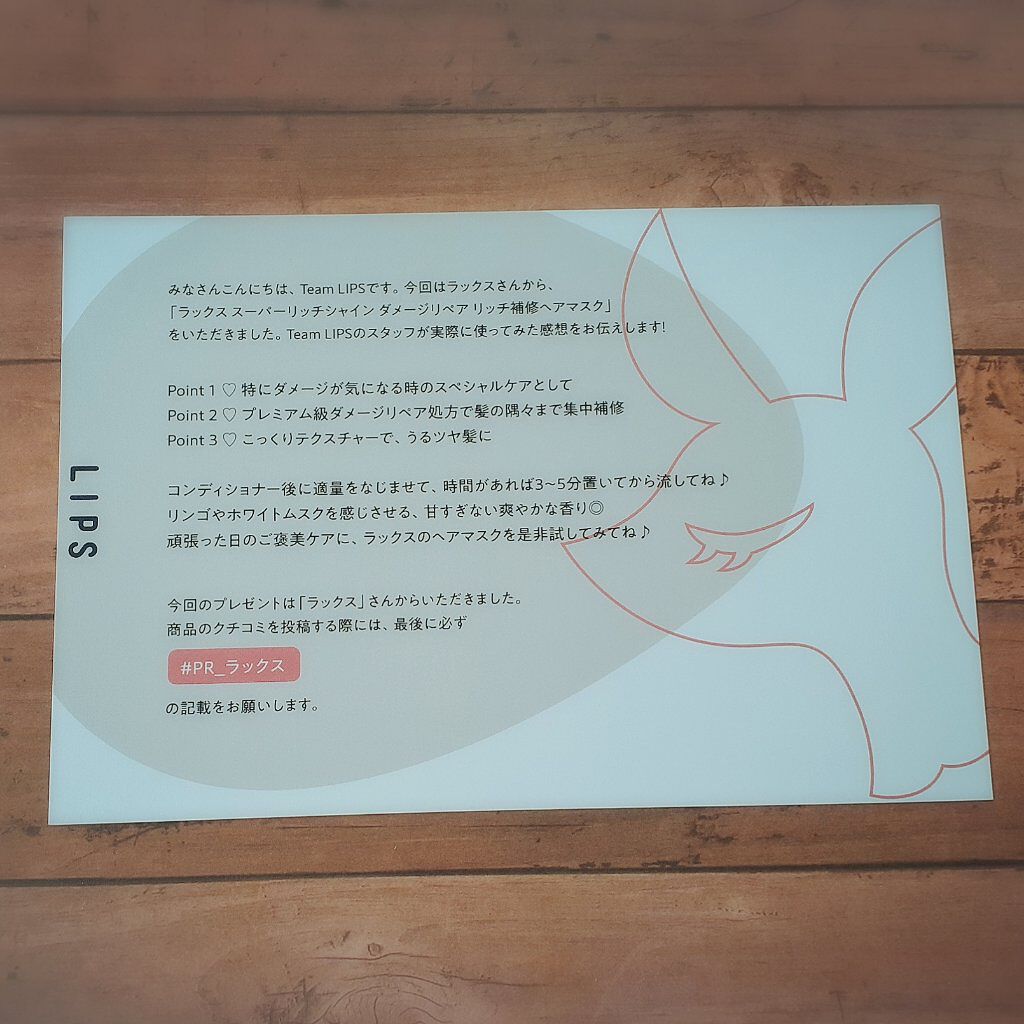 みなさんこんにちは、Team LIPSです。今回はラックスさんから、
「ラックス スーパーリッチシャイン ダメージリペア リッチ補修ヘアマスク」
をいただきました。Team LIPSのスタッフが実際に使ってみた感想をお伝えします!
Point 1 ♡ 特にダメージが気になる時のスペシャルケアとして
Point 2 ♡ プレミアム級ダメージリペア処方で髪の隅々まで集中補修
Point 3 ♡ こっくりテクスチャーで、うるツヤ髪に
コンディショナー後に適量をなじませて、時間があれば3~5分置いてから流してね♪
リンゴやホワイトムスクを感じさせる、甘すぎない爽やかな香り◎
頑張った日のご褒美ケアに、ラックスのヘアマスクを是非試してみてね♪
今回のプレゼントは「ラックス」さんからいただきました。
商品のクチコミを投稿する際には、最後に必ず
#PR_ラックス
の記載をお願いします。
LIPS